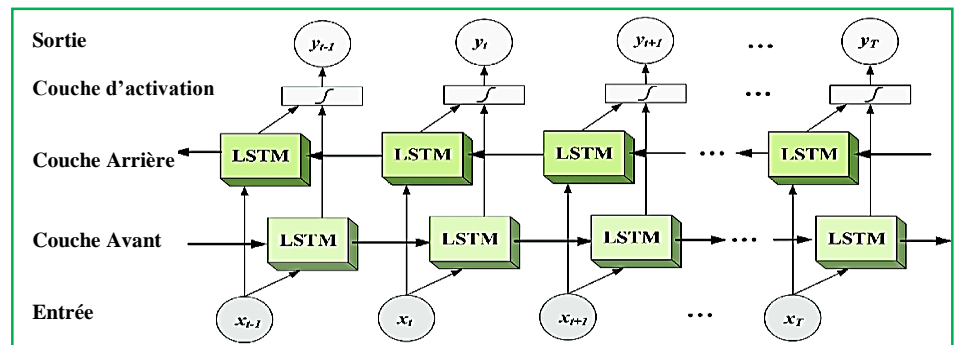 Sortie y_{t-1} y_t y_{t+1} ... y_T
Couche d’activation ∫ ∫ ∫ ... ∫
Couche Arrière LSTM LSTM LSTM ... LSTM
Couche Avant LSTM LSTM LSTM ... LSTM
Entrée x_{t-1} x_t x_{t+1} ... x_T